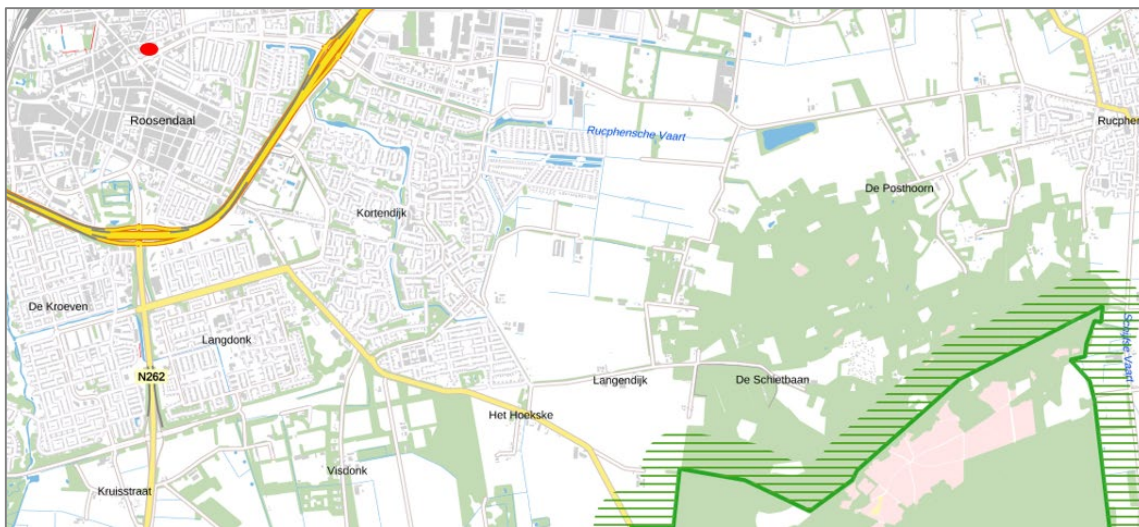 Roosendaal
Rucphensche Vaart
Rucphen
De Posthoorn
Kortendijk
De Kroeven
Langdonk
Schijfse Vaart
N262
Langendijk
De Schietbaan
Het Hoekske
Visdonk
Kruisstraat